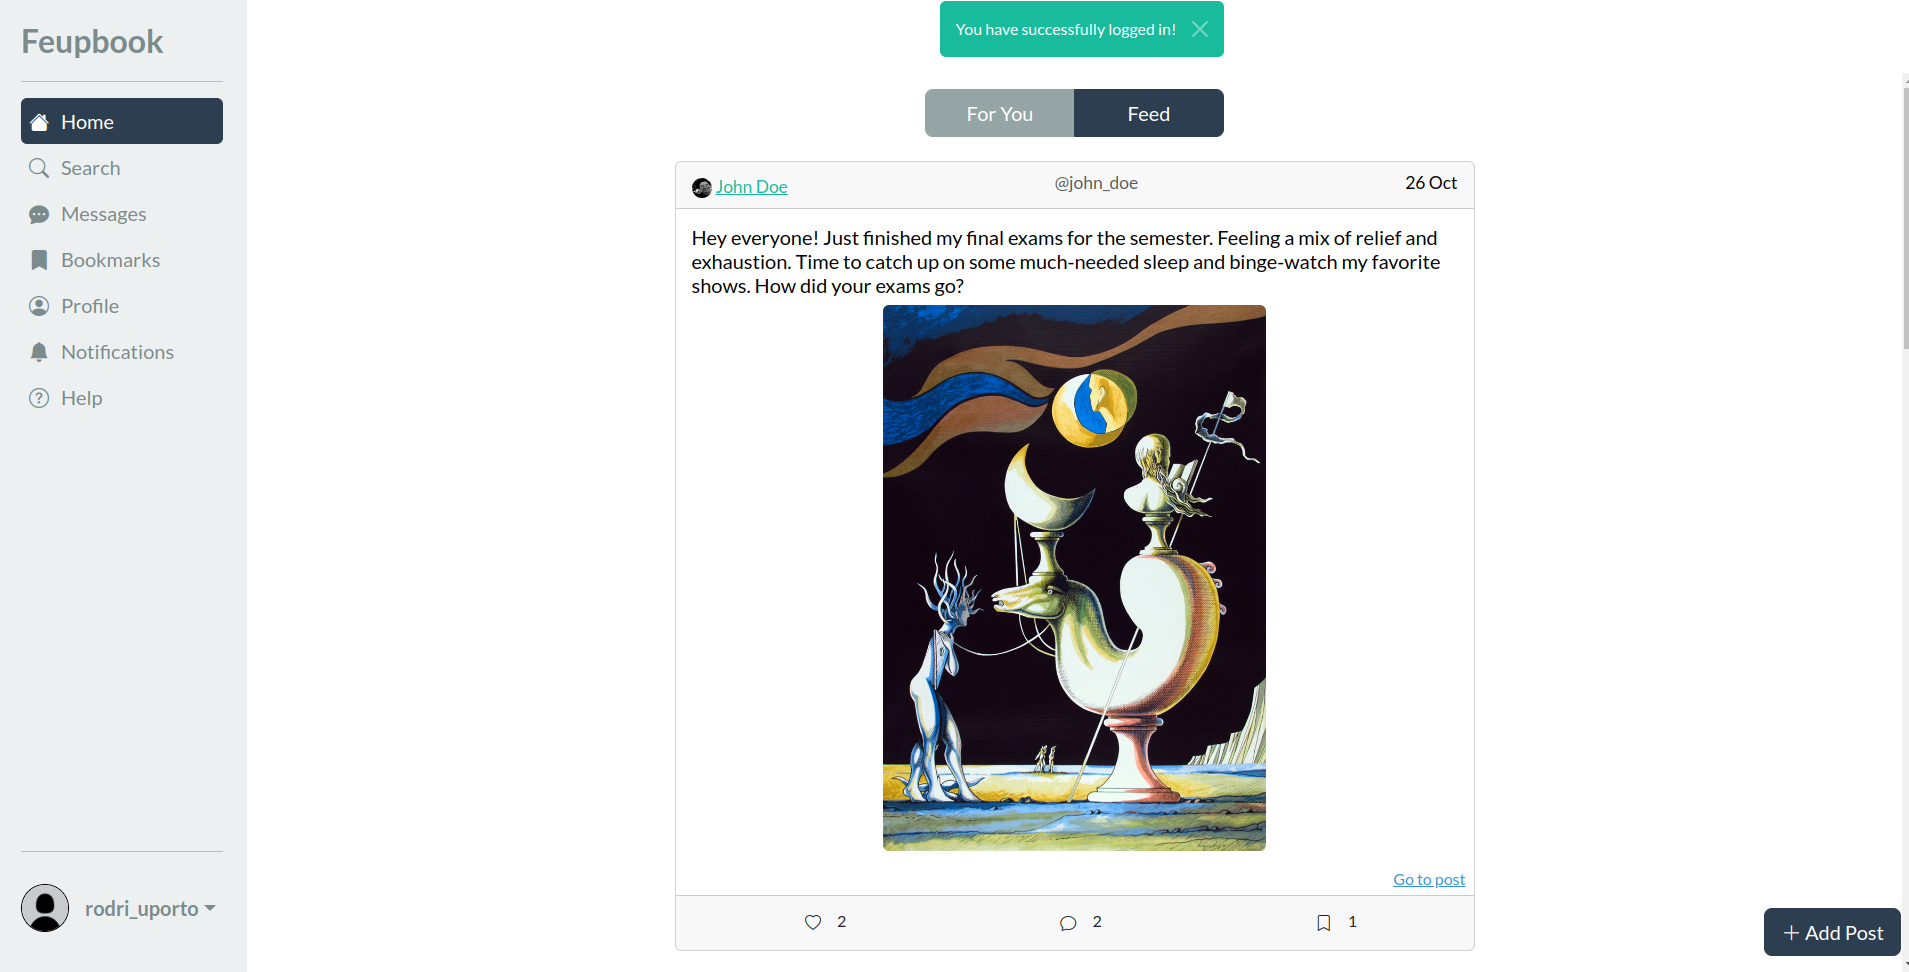 Feupbook
Home
Search
Messages
Bookmarks
Profile
Notifications
Help
rodri_uporto
You have successfully logged in!
For You
Feed
John Doe
@john_doe
26 Oct
Hey everyone! Just finished my final exams for the semester. Feeling a mix of relief and
exhaustion. Time to catch up on some much-needed sleep and binge-watch my favorite
shows. How did your exams go?
Go to post
2
2
1
+ Add Post